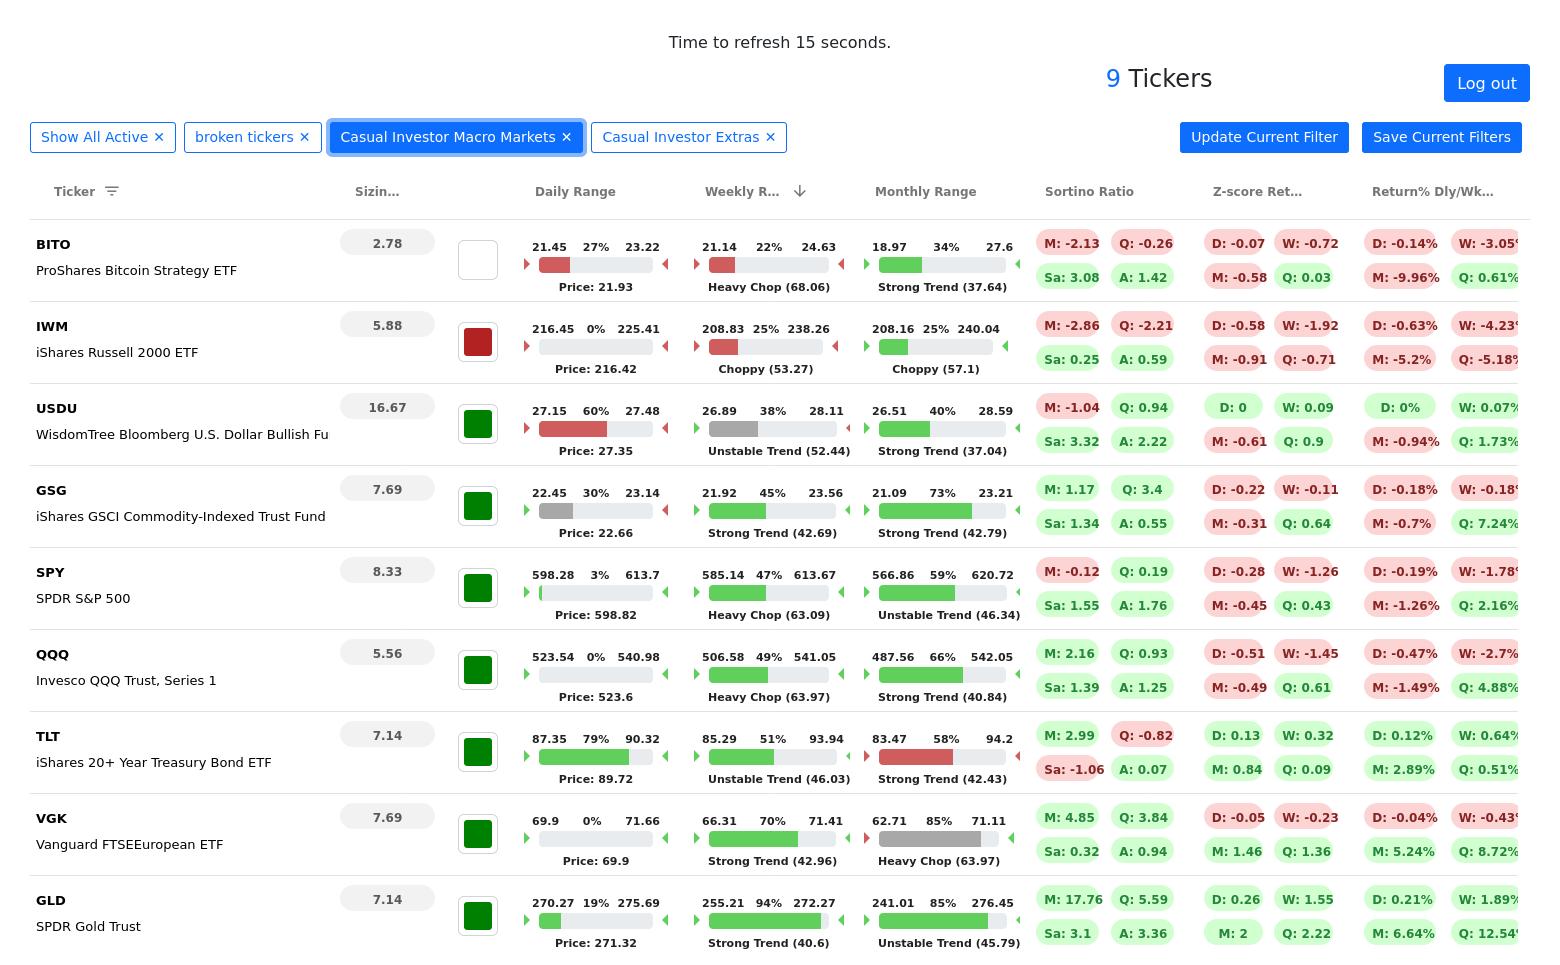 Time to refresh 15 seconds.
9 Tickers
Log out
Show All Active ✕ broken tickers ✕ Casual Investor Macro Markets ✕ Casual Investor Extras ✕ Update Current Filter Save Current Filters
Ticker Sizin… Daily Range Weekly R… Monthly Range Sortino Ratio Z-score Ret… Return% Dly/Wk…
BITO 2.78 21.45 27% 23.22 21.14 22% 24.63 18.97 34% 27.6 M: -2.13 Q: -0.26 D: -0.07 W: -0.72 D: -0.14% W: -3.05%
ProShares Bitcoin Strategy ETF Price: 21.93 Heavy Chop (68.06) Strong Trend (37.64) Sa: 3.08 A: 1.42 M: -0.58 Q: 0.03 M: -9.96% Q: 0.61%
IWM 5.88 216.45 0% 225.41 208.83 25% 238.26 208.16 25% 240.04 M: -2.86 Q: -2.21 D: -0.58 W: -1.92 D: -0.63% W: -4.23%
iShares Russell 2000 ETF Price: 216.42 Choppy (53.27) Choppy (57.1) Sa: 0.25 A: 0.59 M: -0.91 Q: -0.71 M: -5.2% Q: -5.18%
USDU 16.67 27.15 60% 27.48 26.89 38% 28.11 26.51 40% 28.59 M: -1.04 Q: 0.94 D: 0 W: 0.09 D: 0% W: 0.07%
WisdomTree Bloomberg U.S. Dollar Bullish Fu Price: 27.35 Unstable Trend (52.44) Strong Trend (37.04) Sa: 3.32 A: 2.22 M: -0.61 Q: 0.9 M: -0.94% Q: 1.73%
GSG 7.69 22.45 30% 23.14 21.92 45% 23.56 21.09 73% 23.21 M: 1.17 Q: 3.4 D: -0.22 W: -0.11 D: -0.18% W: -0.18%
iShares GSCI Commodity-Indexed Trust Fund Price: 22.66 Strong Trend (42.69) Strong Trend (42.79) Sa: 1.34 A: 0.55 M: -0.31 Q: 0.64 M: -0.7% Q: 7.24%
SPY 8.33 598.28 3% 613.7 585.14 47% 613.67 566.86 59% 620.72 M: -0.12 Q: 0.19 D: -0.28 W: -1.26 D: -0.19% W: -1.78%
SPDR S&P 500 Price: 598.82 Heavy Chop (63.09) Unstable Trend (46.34) Sa: 1.55 A: 1.76 M: -0.45 Q: 0.43 M: -1.26% Q: 2.16%
QQQ 5.56 523.54 0% 540.98 506.58 49% 541.05 487.56 66% 542.05 M: 2.16 Q: 0.93 D: -0.51 W: -1.45 D: -0.47% W: -2.7%
Invesco QQQ Trust, Series 1 Price: 523.6 Heavy Chop (63.97) Strong Trend (40.84) Sa: 1.39 A: 1.25 M: -0.49 Q: 0.61 M: -1.49% Q: 4.88%
TLT 7.14 87.35 79% 90.32 85.29 51% 93.94 83.47 58% 94.2 M: 2.99 Q: -0.82 D: 0.13 W: 0.32 D: 0.12% W: 0.64%
iShares 20+ Year Treasury Bond ETF Price: 89.72 Unstable Trend (46.03) Strong Trend (42.43) Sa: -1.06 A: 0.07 M: 0.84 Q: 0.09 M: 2.89% Q: 0.51%
VGK 7.69 69.9 0% 71.66 66.31 70% 71.41 62.71 85% 71.11 M: 4.85 Q: 3.84 D: -0.05 W: -0.23 D: -0.04% W: -0.43%
Vanguard FTSEEuropean ETF Price: 69.9 Strong Trend (42.96) Heavy Chop (63.97) Sa: 0.32 A: 0.94 M: 1.46 Q: 1.36 M: 5.24% Q: 8.72%
GLD 7.14 270.27 19% 275.69 255.21 94% 272.27 241.01 85% 276.45 M: 17.76 Q: 5.59 D: 0.26 W: 1.55 D: 0.21% W: 1.89%
SPDR Gold Trust Price: 271.32 Strong Trend (40.6) Unstable Trend (45.79) Sa: 3.1 A: 3.36 M: 2 Q: 2.22 M: 6.64% Q: 12.54%